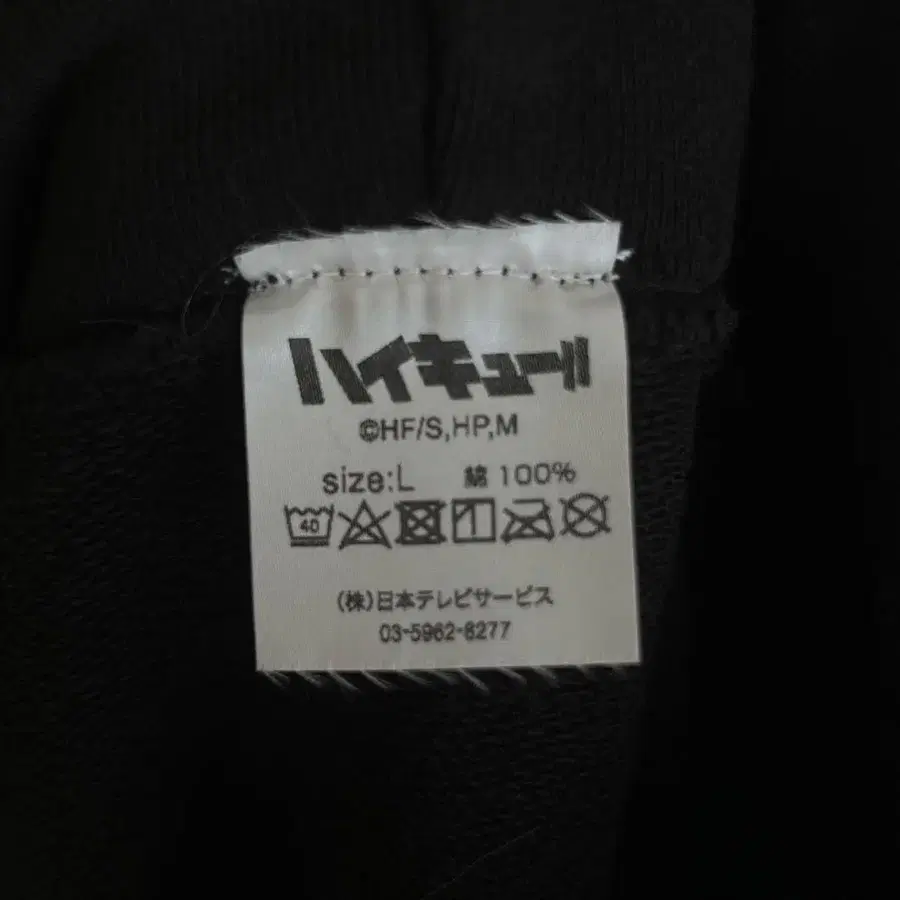 ハイキュー!!
©HF/S,HP,M
size:L 綿 100%
40
(株)日本テレビサービス
03-5962-8277